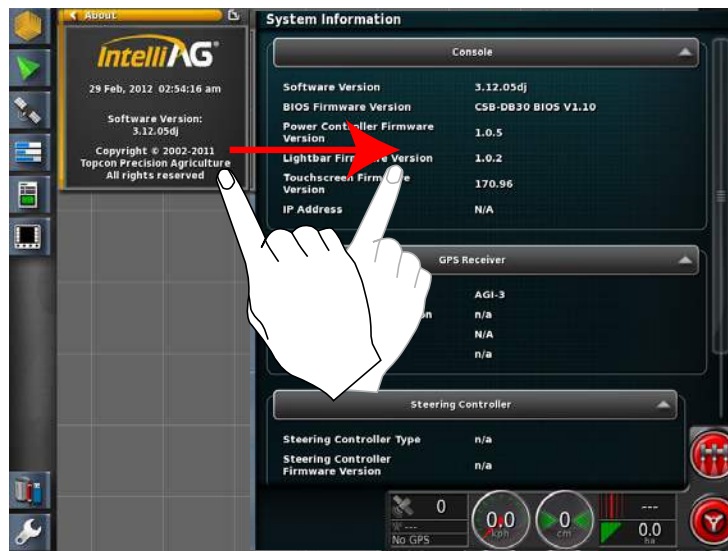 About
IntelliAG
29 Feb, 2012 02:54:16 am
Software Version:
3.12.05dj
Copyright © 2002-2011
Topcon Precision Agriculture
All rights reserved
System Information
Console
Software Version 3.12.05dj
BIOS Firmware Version CSB-DB30 BIOS V1.10
Power Controller Firmware
Version 1.0.5
Lightbar Version 1.0.2
Touchscreen
Version 170.96
IP Address N/A
GPS Receiver
AGI-3
n/a
N/A
n/a
Steering Controller
Steering Controller Type n/a
Steering Controller
Firmware Version n/a
0
---
No GPS
0.0
kph
0
cm
---
0.0
ha